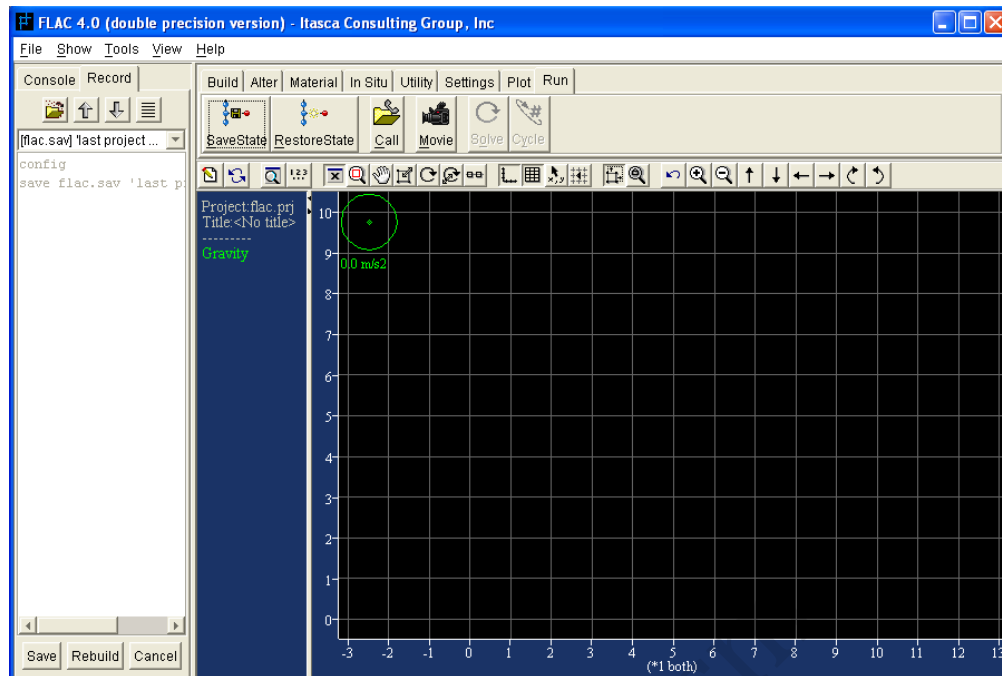 FLAC 4.0 (double precision version) - Itasca Consulting Group, Inc
File Show Tools View Help
Console Record
Build Alter Material In Situ Utility Settings Plot Run
SaveState RestoreState Call Movie Solve Cycle
[flac.sav] 'last project ...
config
save flac.sav 'last p
123
Project:flac.prj
Title:<No title>
---------
Gravity
0.0 m/s2
10
9
8
7
6
5
4
3
2
1
0
-3 -2 -1 0 1 2 3 4 5 6 7 8 9 10 11 12 13
(*1 both)
Save Rebuild Cancel